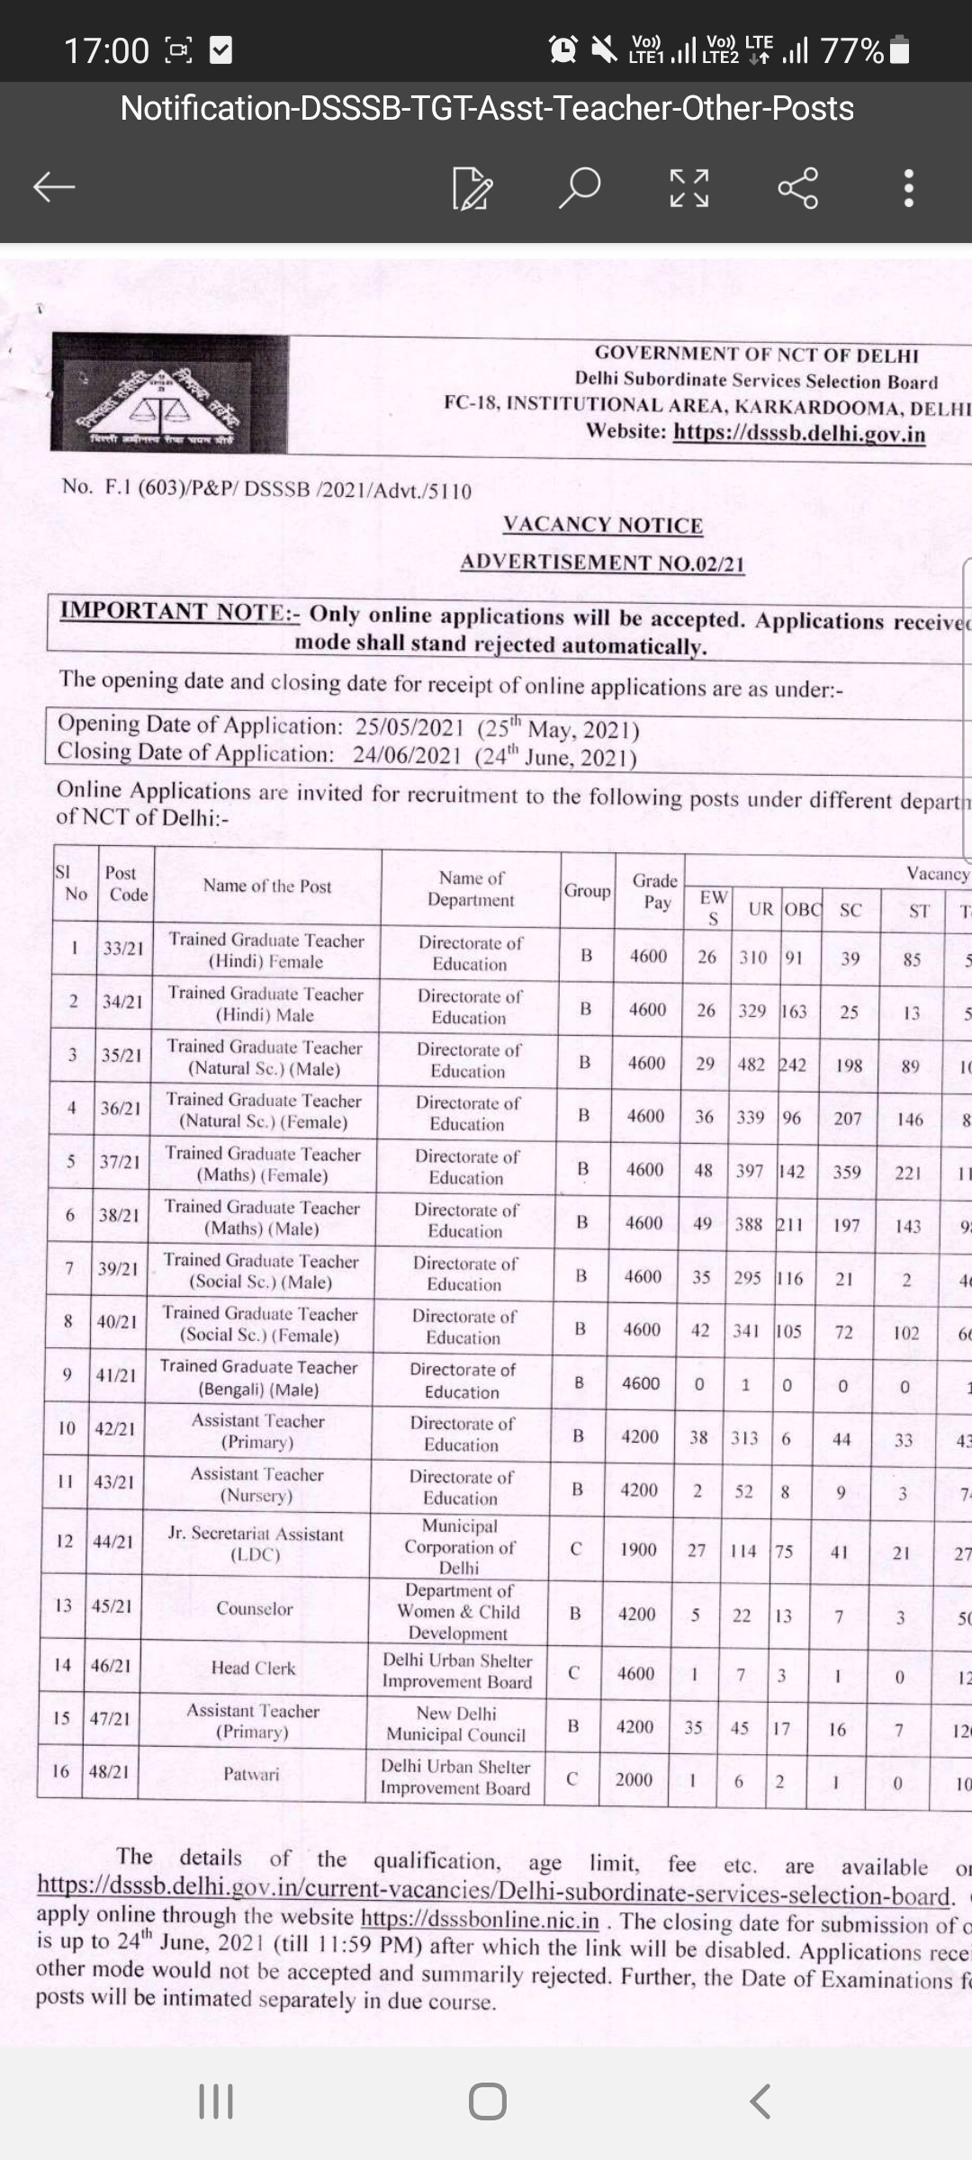 17:00 Vo)) LTE1 Vo)) LTE2 LTE 77%
Notification-DSSSB-TGT-Asst-Teacher-Other-Posts
GOVERNMENT OF NCT OF DELHI
Delhi Subordinate Services Selection Board
FC-18, INSTITUTIONAL AREA, KARKARDOOMA, DELHI
Website: https://dsssb.delhi.gov.in
दिल्ली अधीनस्थ सेवा चयन बोर्ड
No. F.1 (603)/P&P/ DSSSB /2021/Advt./5110
VACANCY NOTICE
ADVERTISEMENT NO.02/21
IMPORTANT NOTE:- Only online applications will be accepted. Applications received
mode shall stand rejected automatically.
The opening date and closing date for receipt of online applications are as under:-
Opening Date of Application: 25/05/2021 (25th May, 2021)
Closing Date of Application: 24/06/2021 (24th June, 2021)
Online Applications are invited for recruitment to the following posts under different
of NCT of Delhi:-
Sl No Post Code Name of the Post Name of Department Group Grade Pay Vacancy
EWS UR OBC SC ST
1 33/21 Trained Graduate Teacher (Hindi) Female Directorate of Education B 4600 26 310 91 39 85
2 34/21 Trained Graduate Teacher (Hindi) Male Directorate of Education B 4600 26 329 163 25 13
3 35/21 Trained Graduate Teacher (Natural Sc.) (Male) Directorate of Education B 4600 29 482 242 198 89
4 36/21 Trained Graduate Teacher (Natural Sc.) (Female) Directorate of Education B 4600 36 339 96 207 146
5 37/21 Trained Graduate Teacher (Maths) (Female) Directorate of Education B 4600 48 397 142 359 221
6 38/21 Trained Graduate Teacher (Maths) (Male) Directorate of Education B 4600 49 388 211 197 143
7 39/21 Trained Graduate Teacher (Social Sc.) (Male) Directorate of Education B 4600 35 295 116 21 2
8 40/21 Trained Graduate Teacher (Social Sc.) (Female) Directorate of Education B 4600 42 341 105 72 102
9 41/21 Trained Graduate Teacher (Bengali) (Male) Directorate of Education B 4600 0 1 0 0 0
10 42/21 Assistant Teacher (Primary) Directorate of Education B 4200 38 313 6 44 33
11 43/21 Assistant Teacher (Nursery) Directorate of Education B 4200 2 52 8 9 3
12 44/21 Jr. Secretariat Assistant (LDC) Municipal Corporation of Delhi C 1900 27 114 75 41 21
13 45/21 Counselor Department of Women & Child Development B 4200 5 22 13 7 3
14 46/21 Head Clerk Delhi Urban Shelter Improvement Board C 4600 1 7 3 1 0
15 47/21 Assistant Teacher (Primary) New Delhi Municipal Council B 4200 35 45 17 16 7
16 48/21 Patwari Delhi Urban Shelter Improvement Board C 2000 1 6 2 1 0
The details of the qualification, age limit, fee etc. are available
https://dsssb.delhi.gov.in/current-vacancies/Delhi-subordinate-services-selection-board.
apply online through the website https://dsssbonline.nic.in . The closing date for submission of
is up to 24th June, 2021 (till 11:59 PM) after which the link will be disabled. Applications
other mode would not be accepted and summarily rejected. Further, the Date of Examinations
posts will be intimated separately in due course.